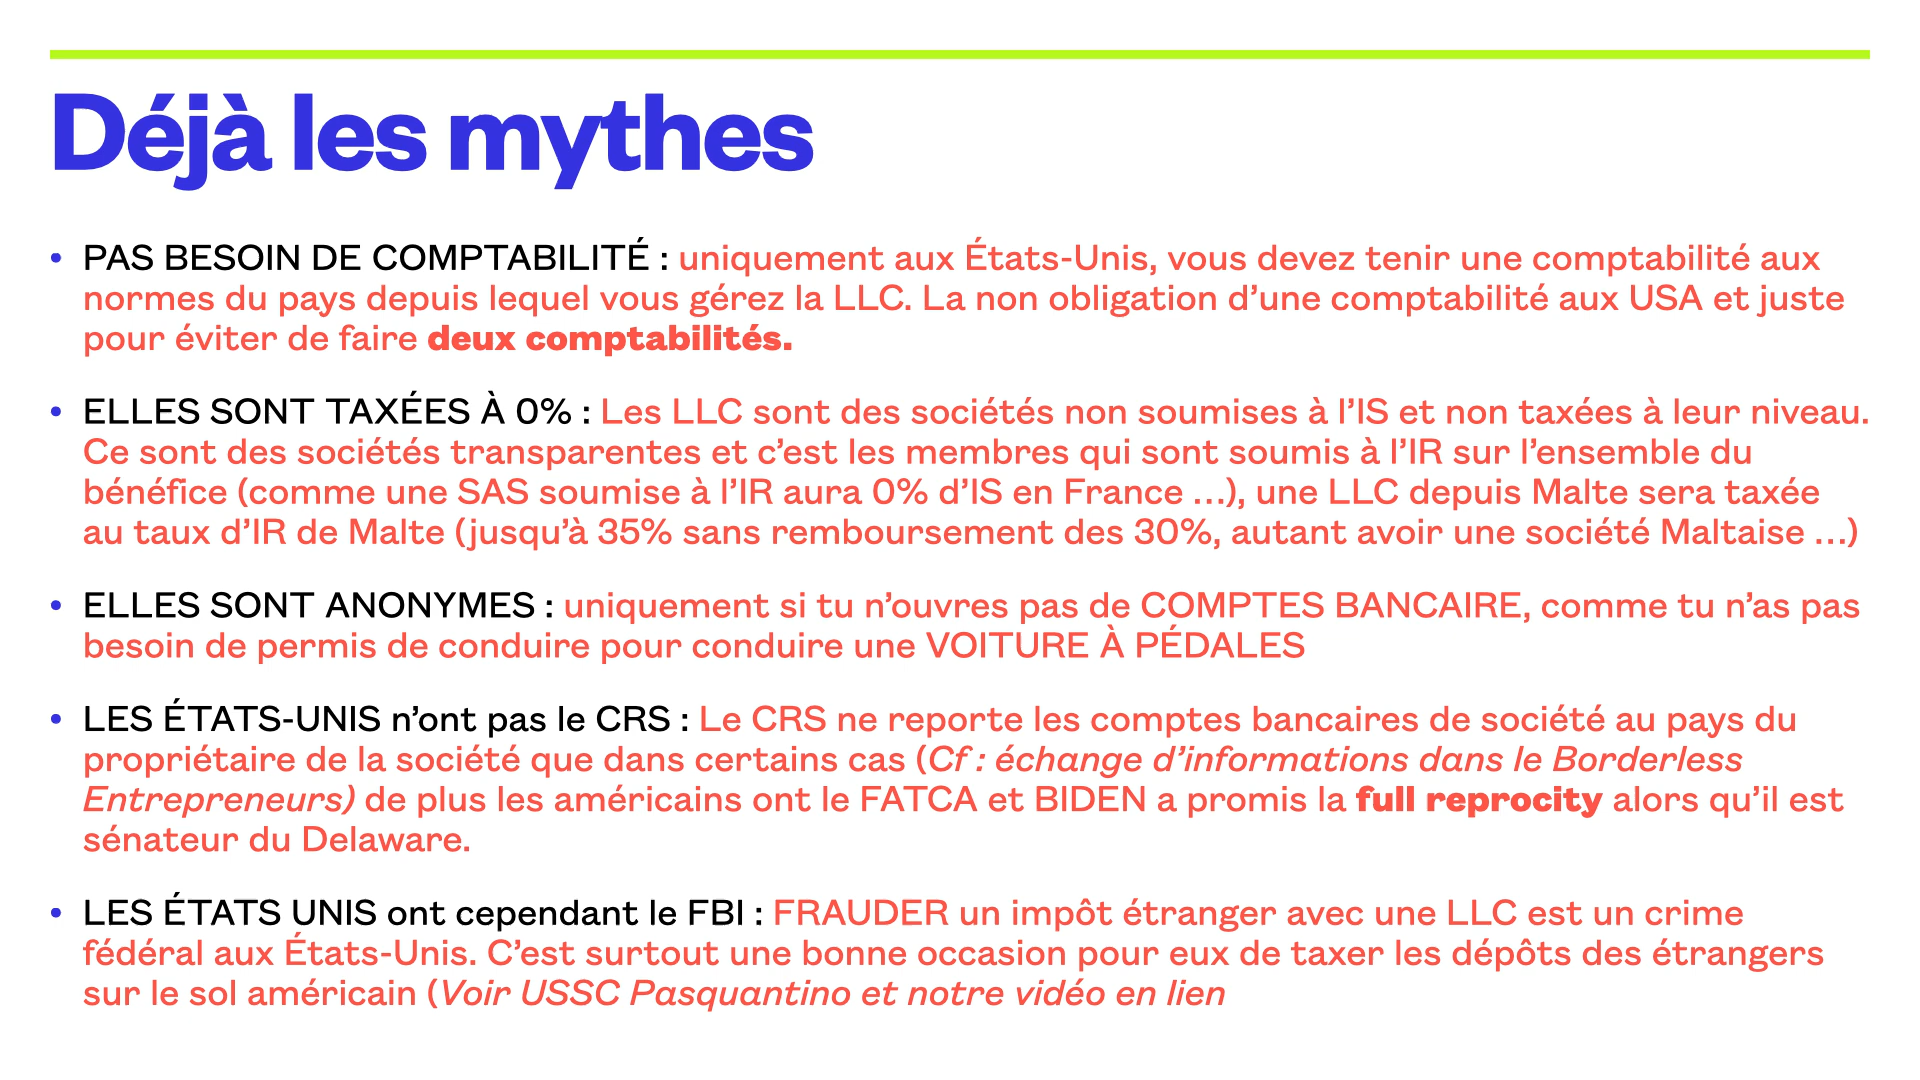 Déjà les mythes
• PAS BESOIN DE COMPTABILITÉ : uniquement aux États-Unis, vous devez tenir une comptabilité aux
normes du pays depuis lequel vous gérez la LLC. La non obligation d’une comptabilité aux USA et juste
pour éviter de faire deux comptabilités.
• ELLES SONT TAXÉES À 0% : Les LLC sont des sociétés non soumises à l’IS et non taxées à leur niveau.
Ce sont des sociétés transparentes et c’est les membres qui sont soumis à l’IR sur l’ensemble du
bénéfice (comme une SAS soumise à l’IR aura 0% d’IS en France …), une LLC depuis Malte sera taxée
au taux d’IR de Malte (jusqu’à 35% sans remboursement des 30%, autant avoir une société Maltaise …)
• ELLES SONT ANONYMES : uniquement si tu n’ouvres pas de COMPTES BANCAIRE, comme tu n’as pas
besoin de permis de conduire pour conduire une VOITURE À PÉDALES
• LES ÉTATS-UNIS n’ont pas le CRS : Le CRS ne reporte les comptes bancaires de société au pays du
propriétaire de la société que dans certains cas (Cf : échange d’informations dans le Borderless
Entrepreneurs) de plus les américains ont le FATCA et BIDEN a promis la full reprocity alors qu’il est
sénateur du Delaware.
• LES ÉTATS UNIS ont cependant le FBI : FRAUDER un impôt étranger avec une LLC est un crime
fédéral aux États-Unis. C’est surtout une bonne occasion pour eux de taxer les dépôts des étrangers
sur le sol américain (Voir USSC Pasquantino et notre vidéo en lien